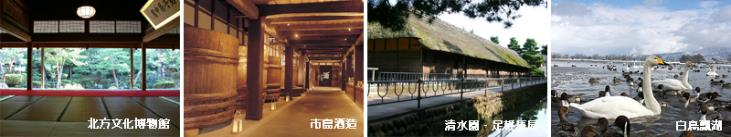 北方文化博物館
市島酒造
清水園・足軽長屋
白鳥瓢湖